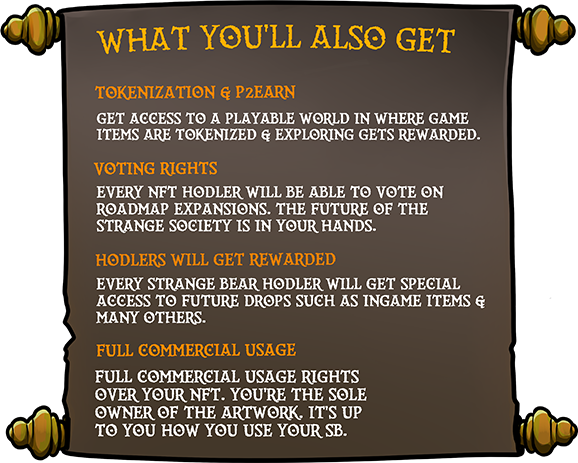 WHAT YOU'LL ALSO GET
TOKENIZATION & P2EARN
GET ACCESS TO A PLAYABLE WORLD IN WHERE GAME
ITEMS ARE TOKENIZED & EXPLORING GETS REWARDED.
VOTING RIGHTS
EVERY NFT HODLER WILL BE ABLE TO VOTE ON
ROADMAP EXPANSIONS. THE FUTURE OF THE
STRANGE SOCIETY IS IN YOUR HANDS.
HODLERS WILL GET REWARDED
EVERY STRANGE BEAR HODLER WILL GET SPECIAL
ACCESS TO FUTURE DROPS SUCH AS INGAME ITEMS &
MANY OTHERS.
FULL COMMERCIAL USAGE
FULL COMMERCIAL USAGE RIGHTS
OVER YOUR NFT. YOU'RE THE SOLE
OWNER OF THE ARTWORK. IT'S UP
TO YOU HOW YOU USE YOUR SB.